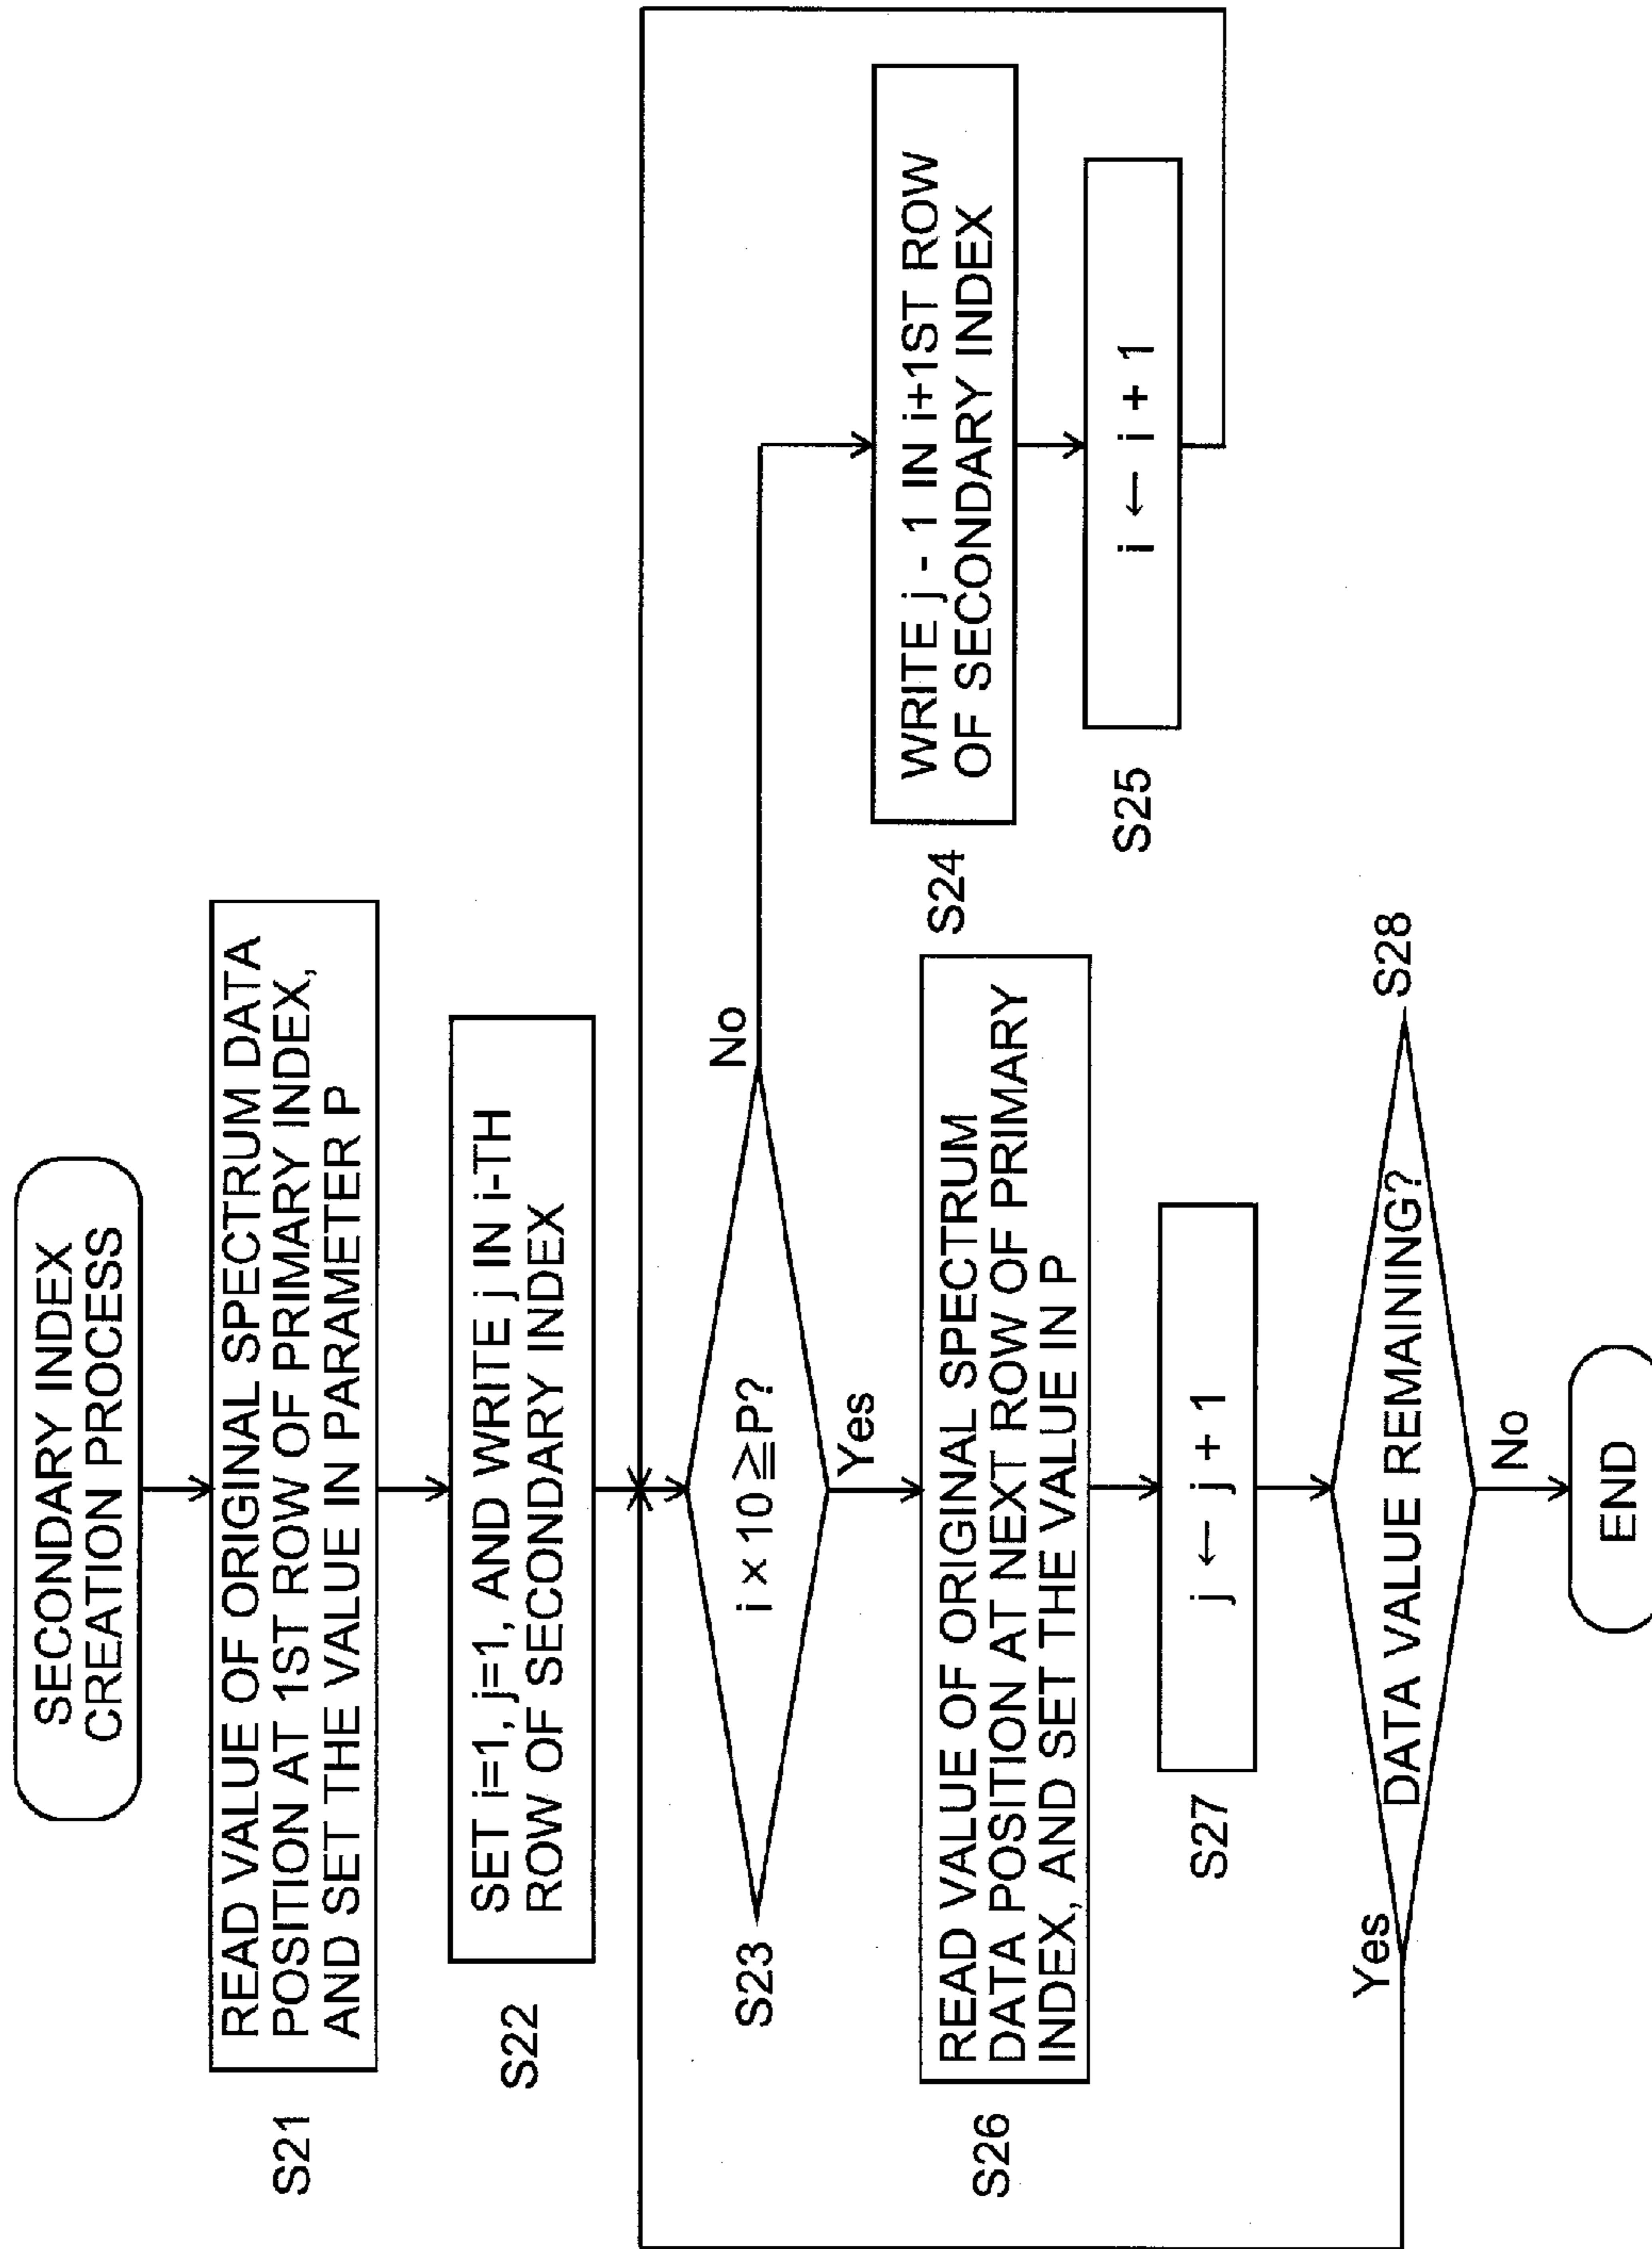 SECONDARY INDEX
CREATION PROCESS
S21
READ VALUE OF ORIGINAL SPECTRUM DATA
POSITION AT 1ST ROW OF PRIMARY INDEX,
AND SET THE VALUE IN PARAMETER P
S22
SET i=1, j=1, AND WRITE j IN i-TH
ROW OF SECONDARY INDEX
S23
i × 10 ≧P?
No
Yes
S24
WRITE j - 1 IN i+1ST ROW
OF SECONDARY INDEX
S25
i ← i + 1
S26
READ VALUE OF ORIGINAL SPECTRUM
DATA POSITION AT NEXT ROW OF PRIMARY
INDEX, AND SET THE VALUE IN P
S27
j ← j + 1
Yes
DATA VALUE REMAINING?
S28
No
END